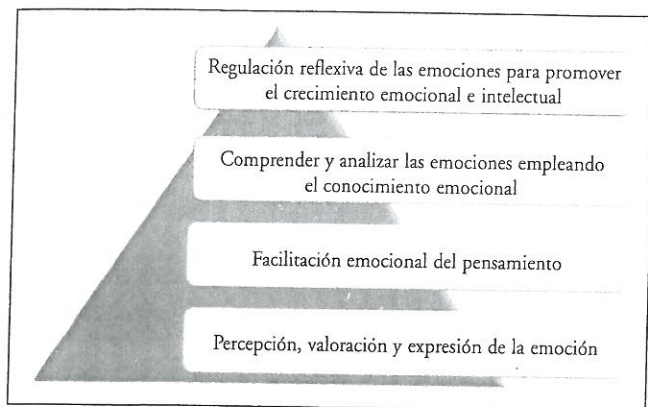 Regulación reflexiva de las emociones para promover
el crecimiento emocional e intelectual
Comprender y analizar las emociones empleando
el conocimiento emocional
Facilitación emocional del pensamiento
Percepción, valoración y expresión de la emoción